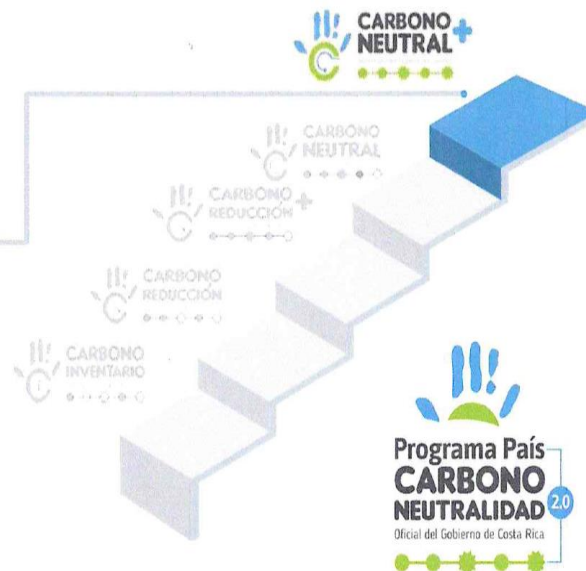 CARBONO
NEUTRAL+
CARBONO
NEUTRAL
CARBONO
REDUCCIÓN+
CARBONO
REDUCCIÓN
CARBONO
INVENTARIO
Programa País
CARBONO
NEUTRALIDAD 2.0
Oficial del Gobierno de Costa Rica